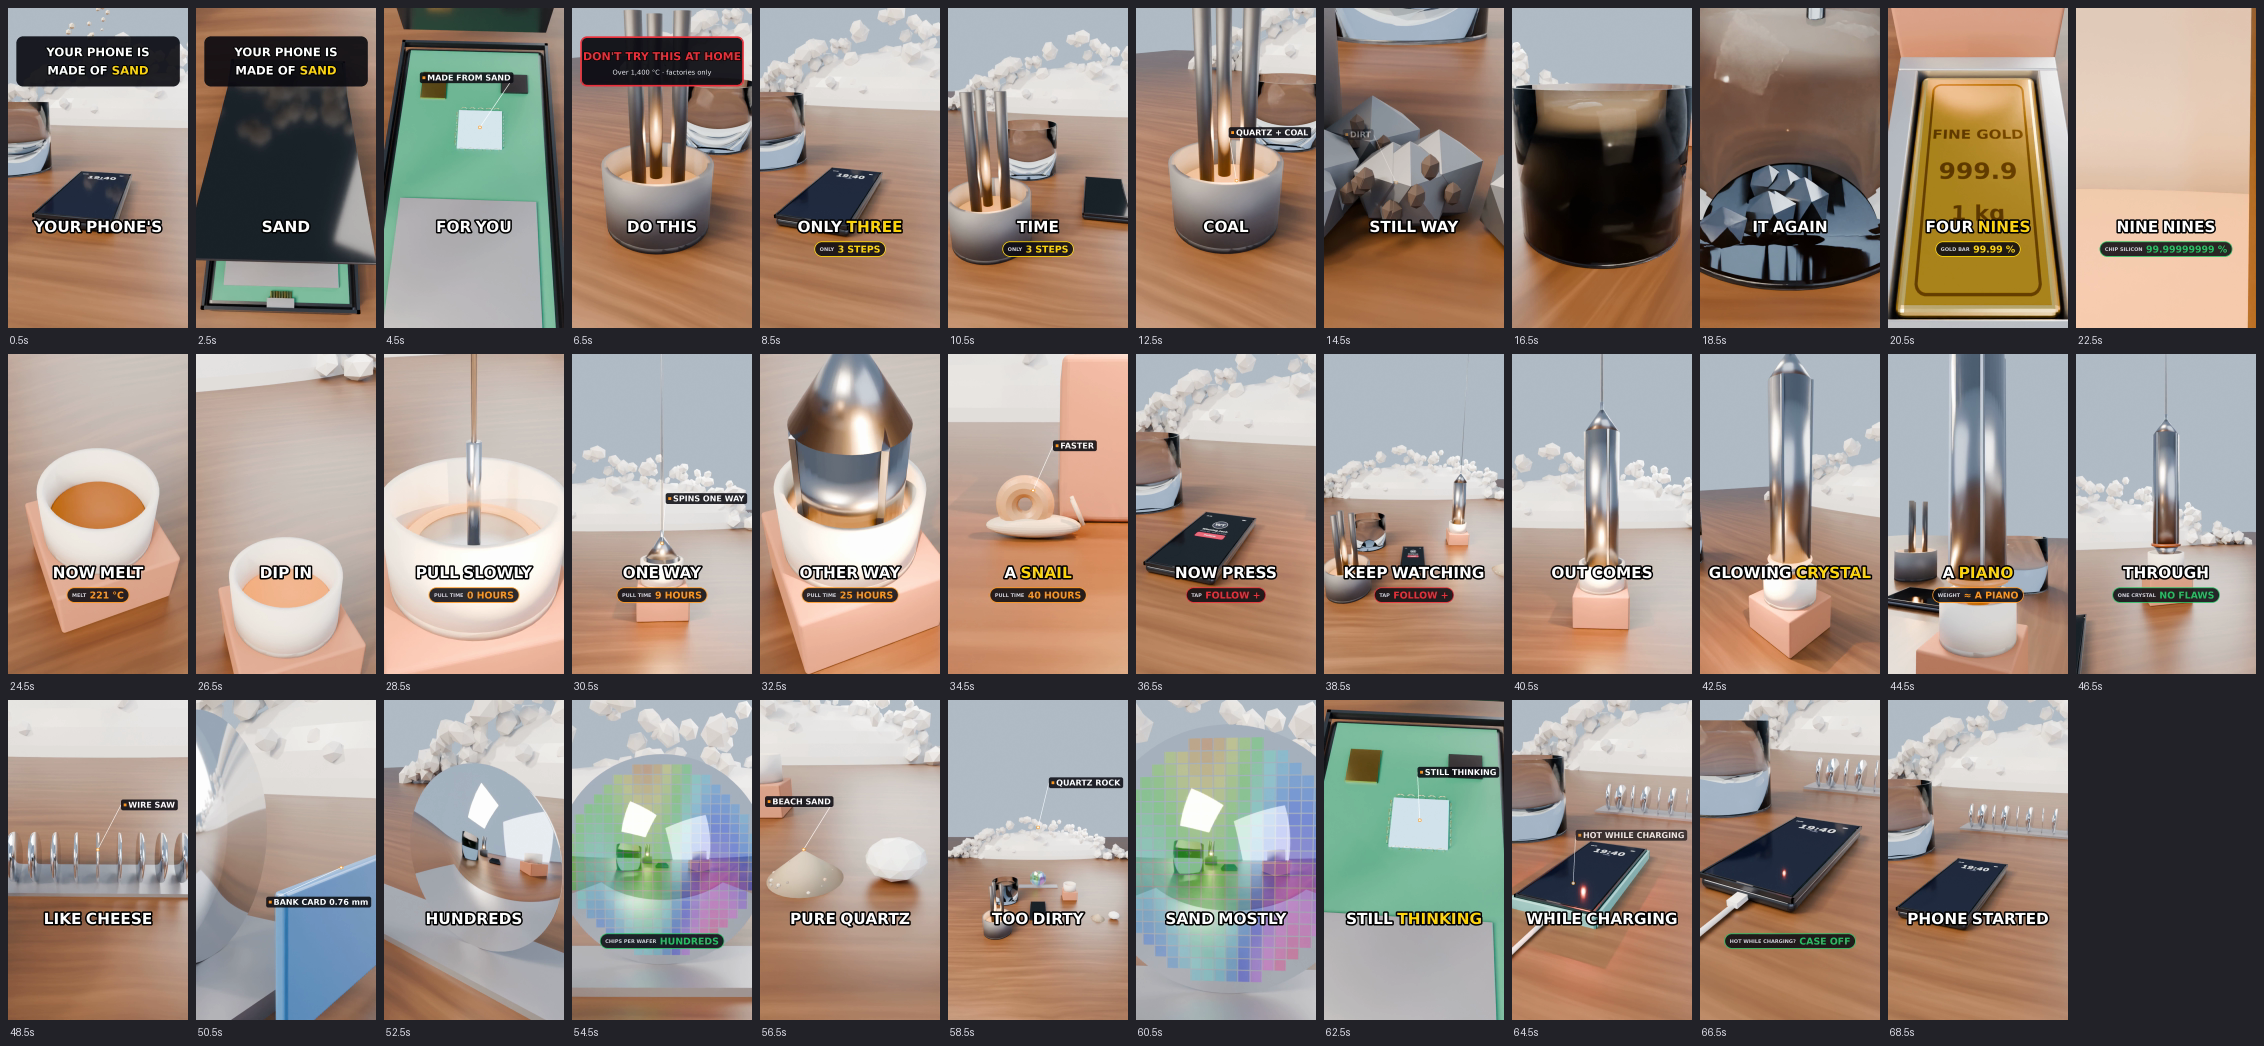 YOUR PHONE IS
MADE OF SAND
YOUR PHONE'S
0.5s
YOUR PHONE IS
MADE OF SAND
SAND
2.5s
MADE FROM SAND
FOR YOU
4.5s
DON'T TRY THIS AT HOME
Over 1,400 °C - factories only
DO THIS
6.5s
19:40
ONLY THREE
ONLY 3 STEPS
8.5s
TIME
ONLY 3 STEPS
10.5s
QUARTZ + COAL
COAL
12.5s
DIRT
STILL WAY
14.5s
16.5s
IT AGAIN
18.5s
FINE GOLD
999.9
1 kg
FOUR NINES
GOLD BAR 99.99 %
20.5s
NINE NINES
CHIP SILICON 99.99999999 %
22.5s
NOW MELT
MELT 221 °C
24.5s
DIP IN
26.5s
PULL SLOWLY
PULL TIME 0 HOURS
28.5s
SPINS ONE WAY
ONE WAY
PULL TIME 9 HOURS
30.5s
OTHER WAY
PULL TIME 25 HOURS
32.5s
FASTER
A SNAIL
PULL TIME 40 HOURS
34.5s
NOW PRESS
TAP FOLLOW +
36.5s
KEEP WATCHING
TAP FOLLOW +
38.5s
OUT COMES
40.5s
GLOWING CRYSTAL
42.5s
A PIANO
WEIGHT ≈ A PIANO
44.5s
THROUGH
ONE CRYSTAL NO FLAWS
46.5s
WIRE SAW
LIKE CHEESE
48.5s
BANK CARD 0.76 mm
50.5s
HUNDREDS
52.5s
CHIPS PER WAFER HUNDREDS
54.5s
BEACH SAND
PURE QUARTZ
56.5s
QUARTZ ROCK
TOO DIRTY
58.5s
SAND MOSTLY
60.5s
STILL THINKING
STILL THINKING
62.5s
HOT WHILE CHARGING
19:40
WHILE CHARGING
64.5s
19:40
HOT WHILE CHARGING? CASE OFF
66.5s
19:40
PHONE STARTED
68.5s